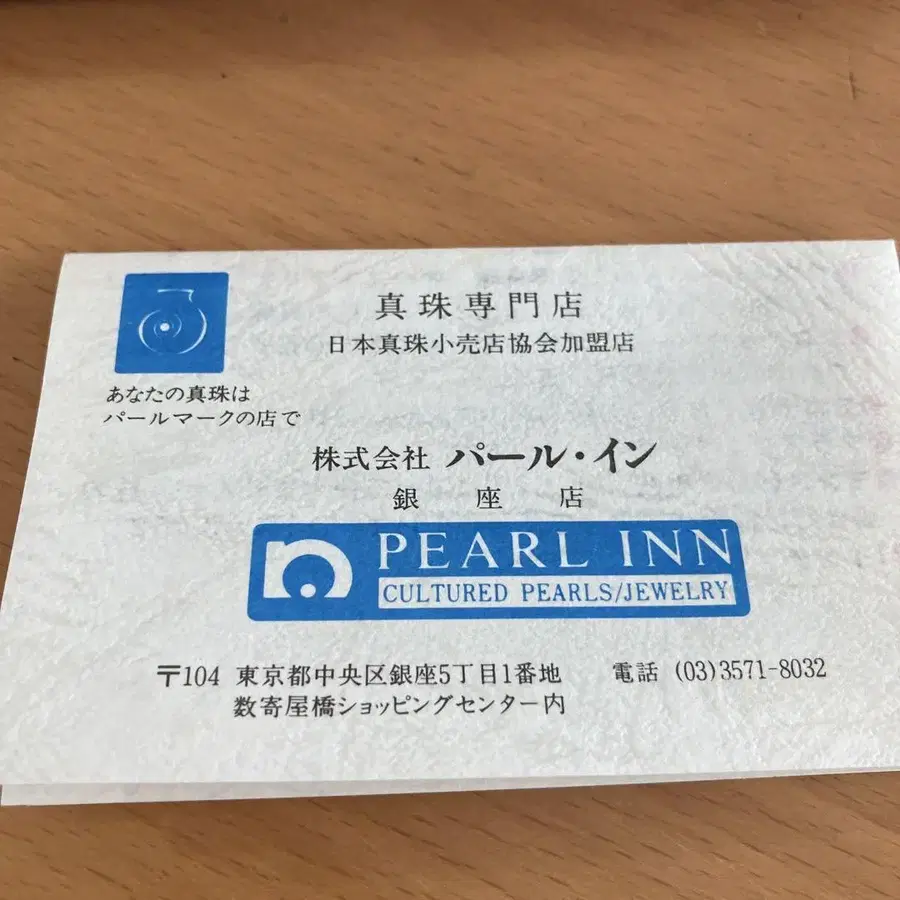 真珠専門店
日本真珠小売店協会加盟店
あなたの真珠は
パールマークの店で
株式会社 パール・イン
銀座店
PEARL INN
CULTURED PEARLS/JEWELRY
〒104 東京都中央区銀座5丁目1番地 電話 (03)3571-8032
数寄屋橋ショッピングセンター内